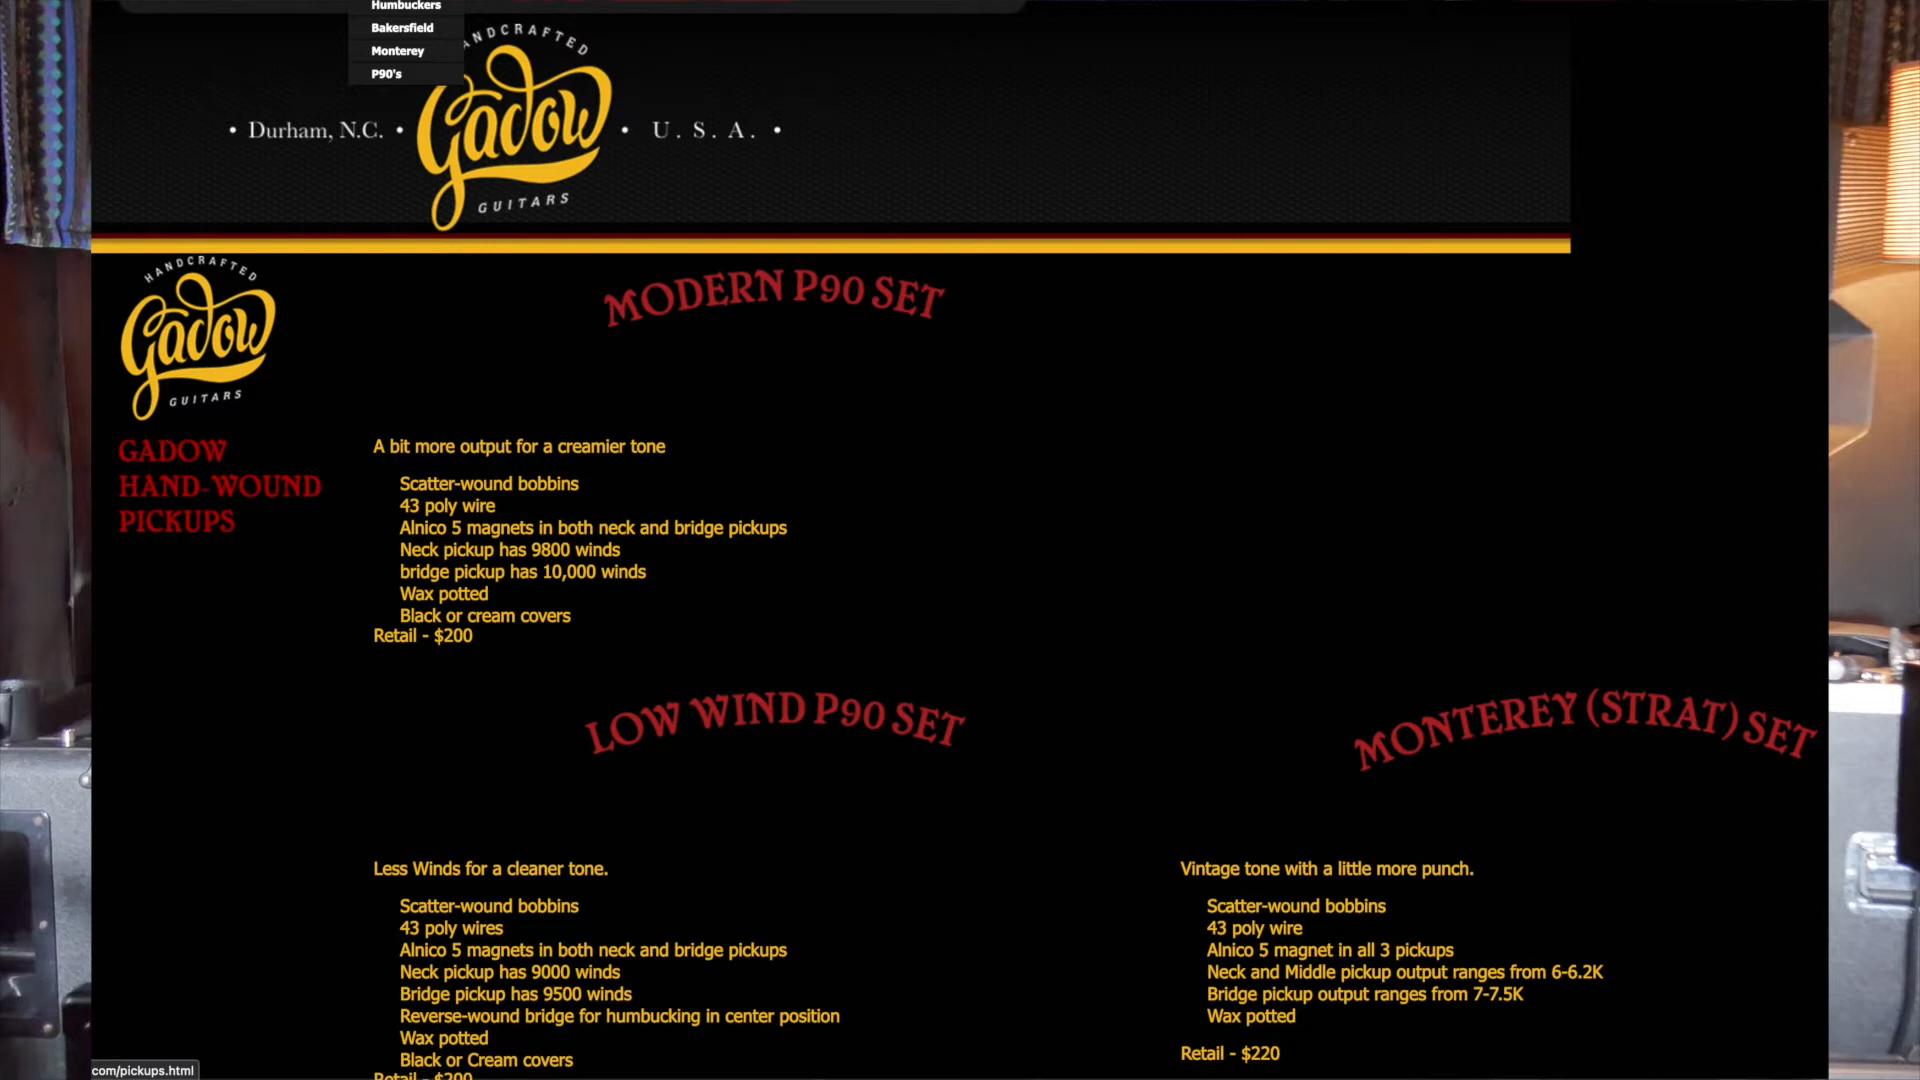 Humbuckers
Bakersfield
Monterey
P90's
HANDCRAFTED
• Durham, N.C. • Gadow • U.S.A. •
GUITARS
HANDCRAFTED
Gadow
GUITARS
GADOW
HAND-WOUND
PICKUPS
MODERN P90 SET
A bit more output for a creamier tone
Scatter-wound bobbins
43 poly wire
Alnico 5 magnets in both neck and bridge pickups
Neck pickup has 9800 winds
bridge pickup has 10,000 winds
Wax potted
Black or cream covers
Retail - $200
LOW WIND P90 SET
Less Winds for a cleaner tone.
Scatter-wound bobbins
43 poly wires
Alnico 5 magnets in both neck and bridge pickups
Neck pickup has 9000 winds
Bridge pickup has 9500 winds
Reverse-wound bridge for humbucking in center position
Wax potted
Black or Cream covers
Retail - $200
MONTEREY (STRAT) SET
Vintage tone with a little more punch.
Scatter-wound bobbins
43 poly wire
Alnico 5 magnet in all 3 pickups
Neck and Middle pickup output ranges from 6-6.2K
Bridge pickup output ranges from 7-7.5K
Wax potted
Retail - $220
com/pickups.html